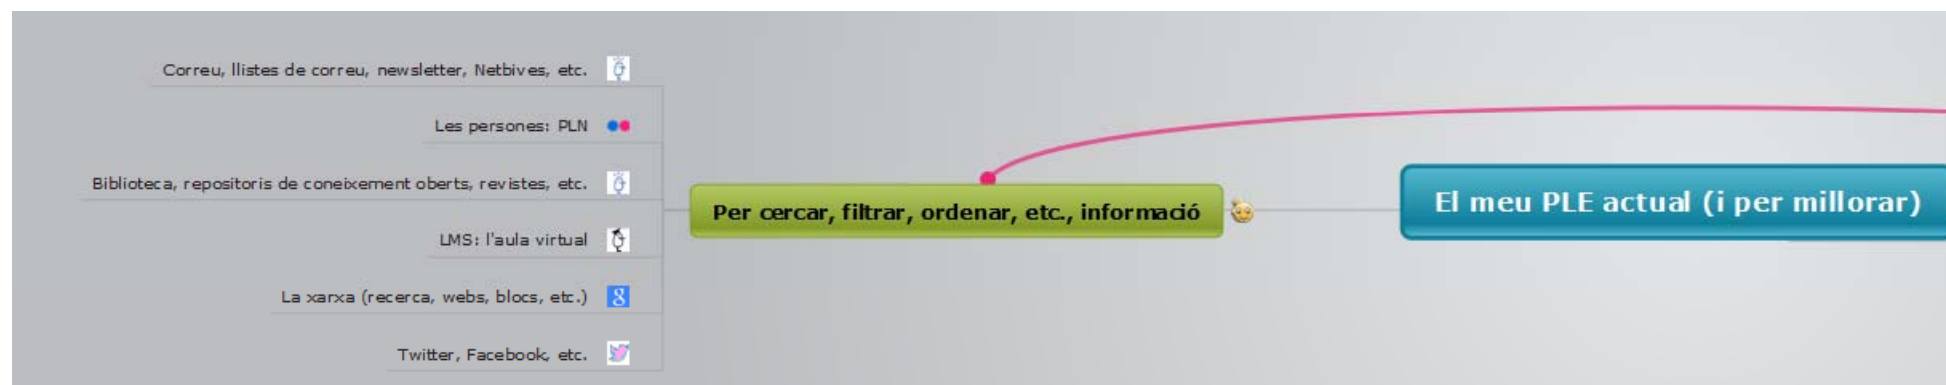 Correu, llistes de correu, newsletter, Netbives, etc.
Les persones: PLN
Biblioteca, repositoris de coneixement oberts, revistes, etc.
LMS: l'aula virtual
La xarxa (recerca, webs, blocs, etc.)
Twitter, Facebook, etc.
Per cercar, filtrar, ordenar, etc., informació
El meu PLE actual (i per millorar)